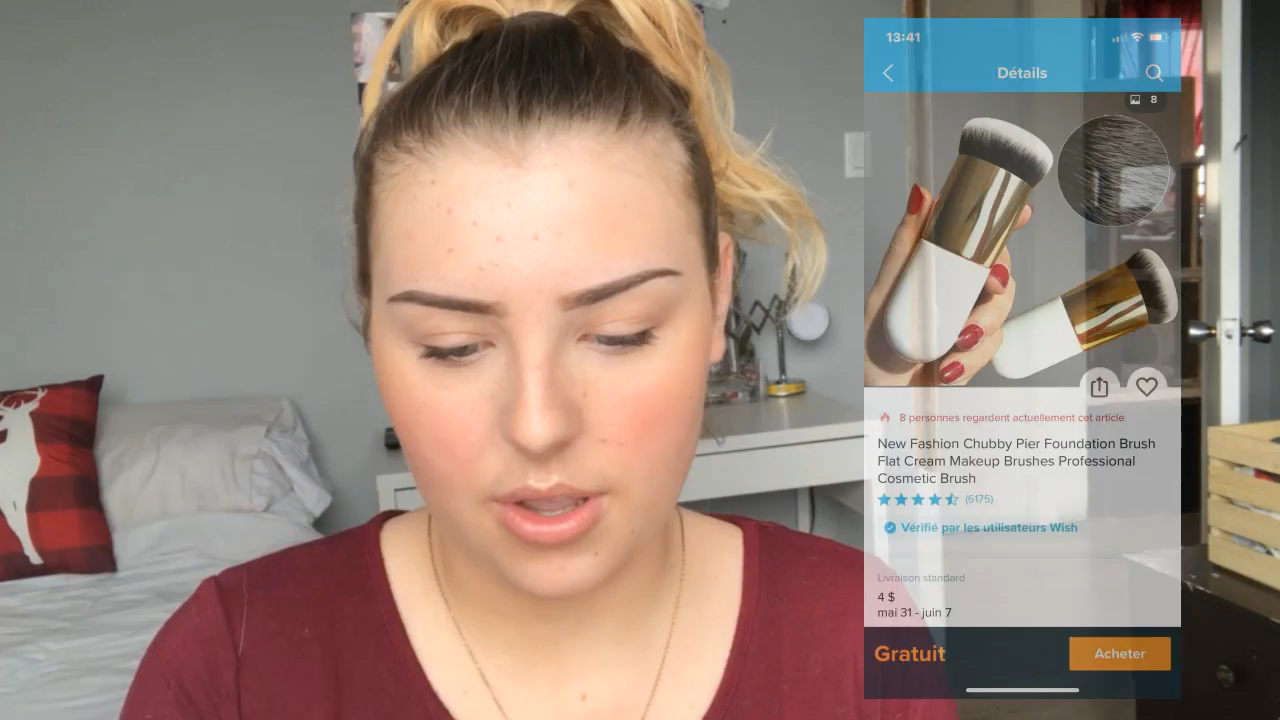 13:41
Détails
8
8 personnes regardent actuellement cet article
New Fashion Chubby Pier Foundation Brush
Flat Cream Makeup Brushes Professional
Cosmetic Brush
(6175)
Vérifié par les utilisateurs Wish
Livraison standard
4 $
mai 31 - juin 7
Gratuit
Acheter